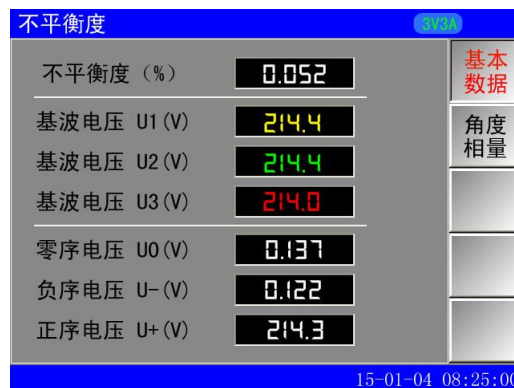 不平衡度 3V3A
不平衡度（%） 0.052
基波电压 U1(V) 214.4
基波电压 U2(V) 214.4
基波电压 U3(V) 214.0
零序电压 U0(V) 0.137
负序电压 U-(V) 0.122
正序电压 U+(V) 214.3
基本
数据
角度
相量
15-01-04 08:25:00